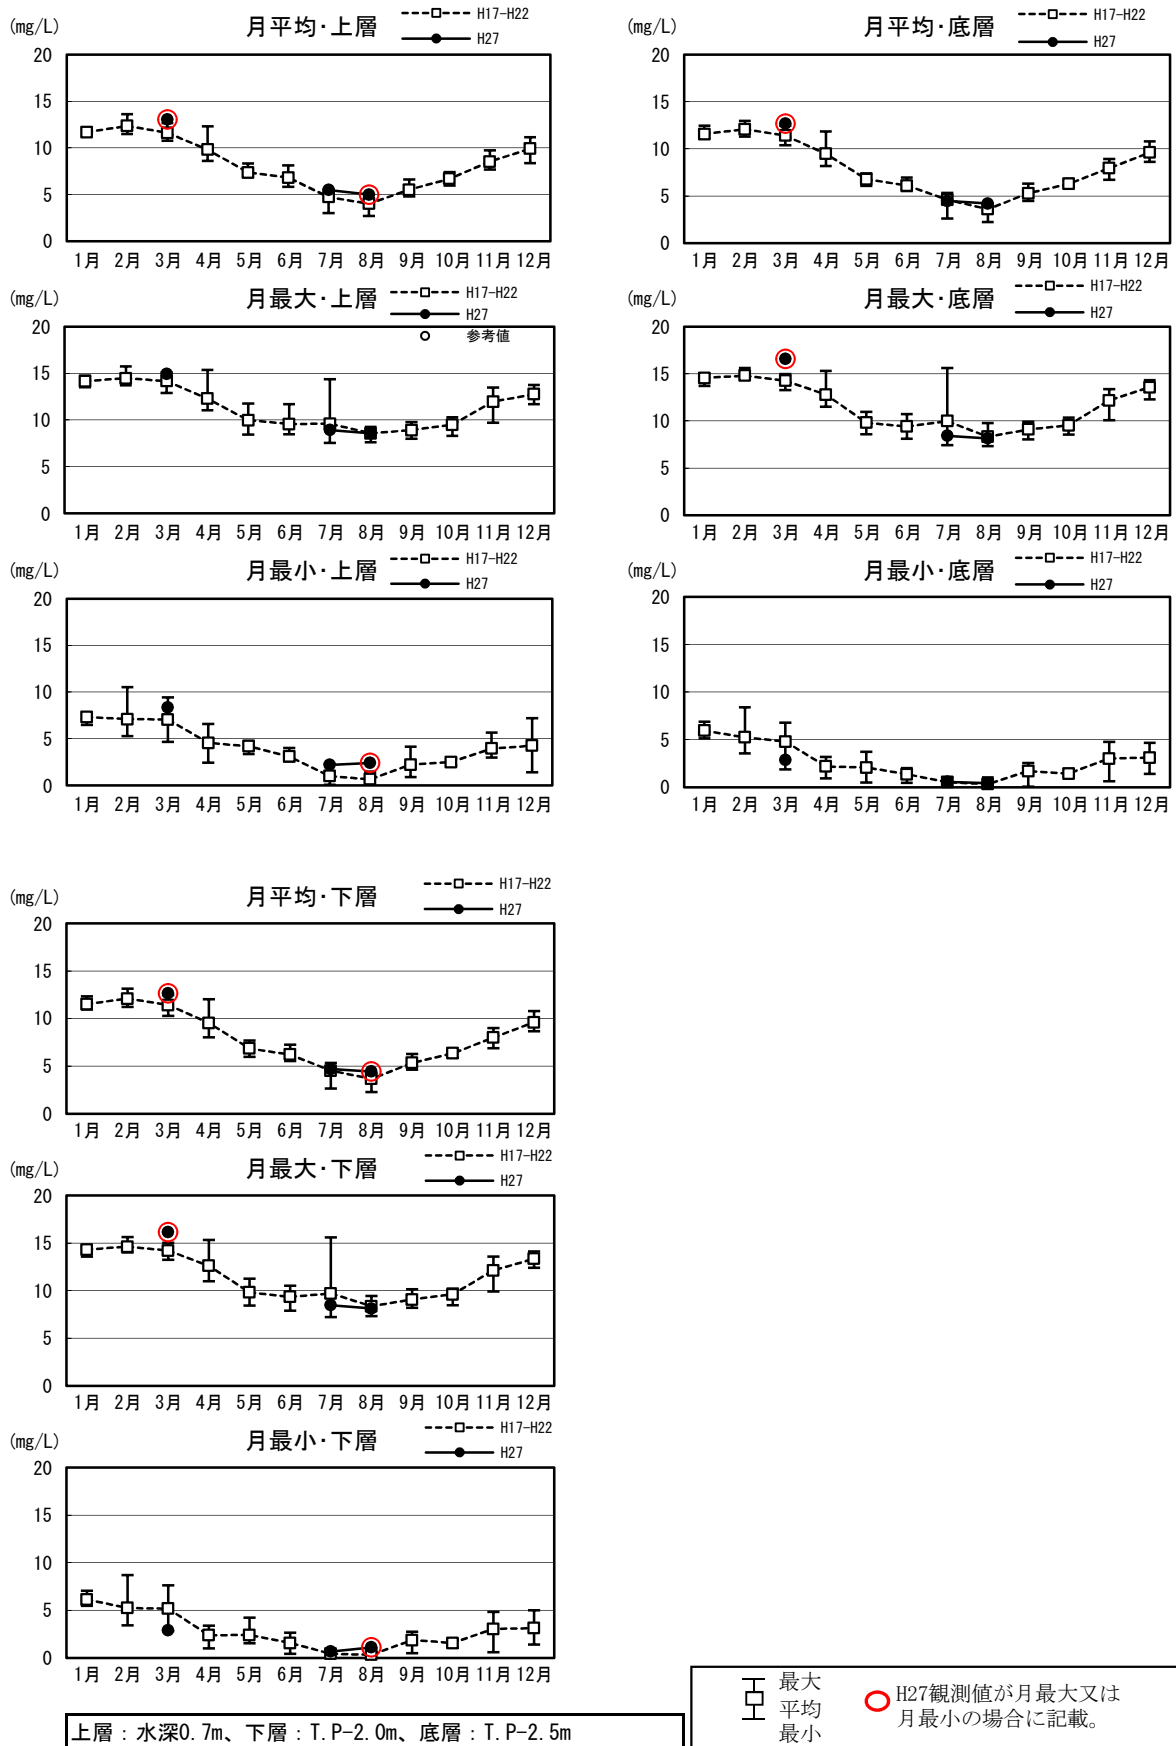 (mg/L) 月平均・上層 H17-H22
H27
20
15
10
5
0
1月 2月 3月 4月 5月 6月 7月 8月 9月 10月 11月 12月
(mg/L) 月平均・底層 H17-H22
H27
20
15
10
5
0
1月 2月 3月 4月 5月 6月 7月 8月 9月 10月 11月 12月
(mg/L) 月最大・上層 H17-H22
H27
参考値
20
15
10
5
0
1月 2月 3月 4月 5月 6月 7月 8月 9月 10月 11月 12月
(mg/L) 月最大・底層 H17-H22
H27
20
15
10
5
0
1月 2月 3月 4月 5月 6月 7月 8月 9月 10月 11月 12月
(mg/L) 月最小・上層 H17-H22
H27
20
15
10
5
0
1月 2月 3月 4月 5月 6月 7月 8月 9月 10月 11月 12月
(mg/L) 月最小・底層 H17-H22
H27
20
15
10
5
0
1月 2月 3月 4月 5月 6月 7月 8月 9月 10月 11月 12月
(mg/L) 月平均・下層 H17-H22
H27
20
15
10
5
0
1月 2月 3月 4月 5月 6月 7月 8月 9月 10月 11月 12月
(mg/L) 月最大・下層 H17-H22
H27
20
15
10
5
0
1月 2月 3月 4月 5月 6月 7月 8月 9月 10月 11月 12月
(mg/L) 月最小・下層 H17-H22
H27
20
15
10
5
0
1月 2月 3月 4月 5月 6月 7月 8月 9月 10月 11月 12月
上層：水深0.7m、下層：T.P-2.0m、底層：T.P-2.5m
最大
平均
最小
H27観測値が月最大又は
月最小の場合に記載。